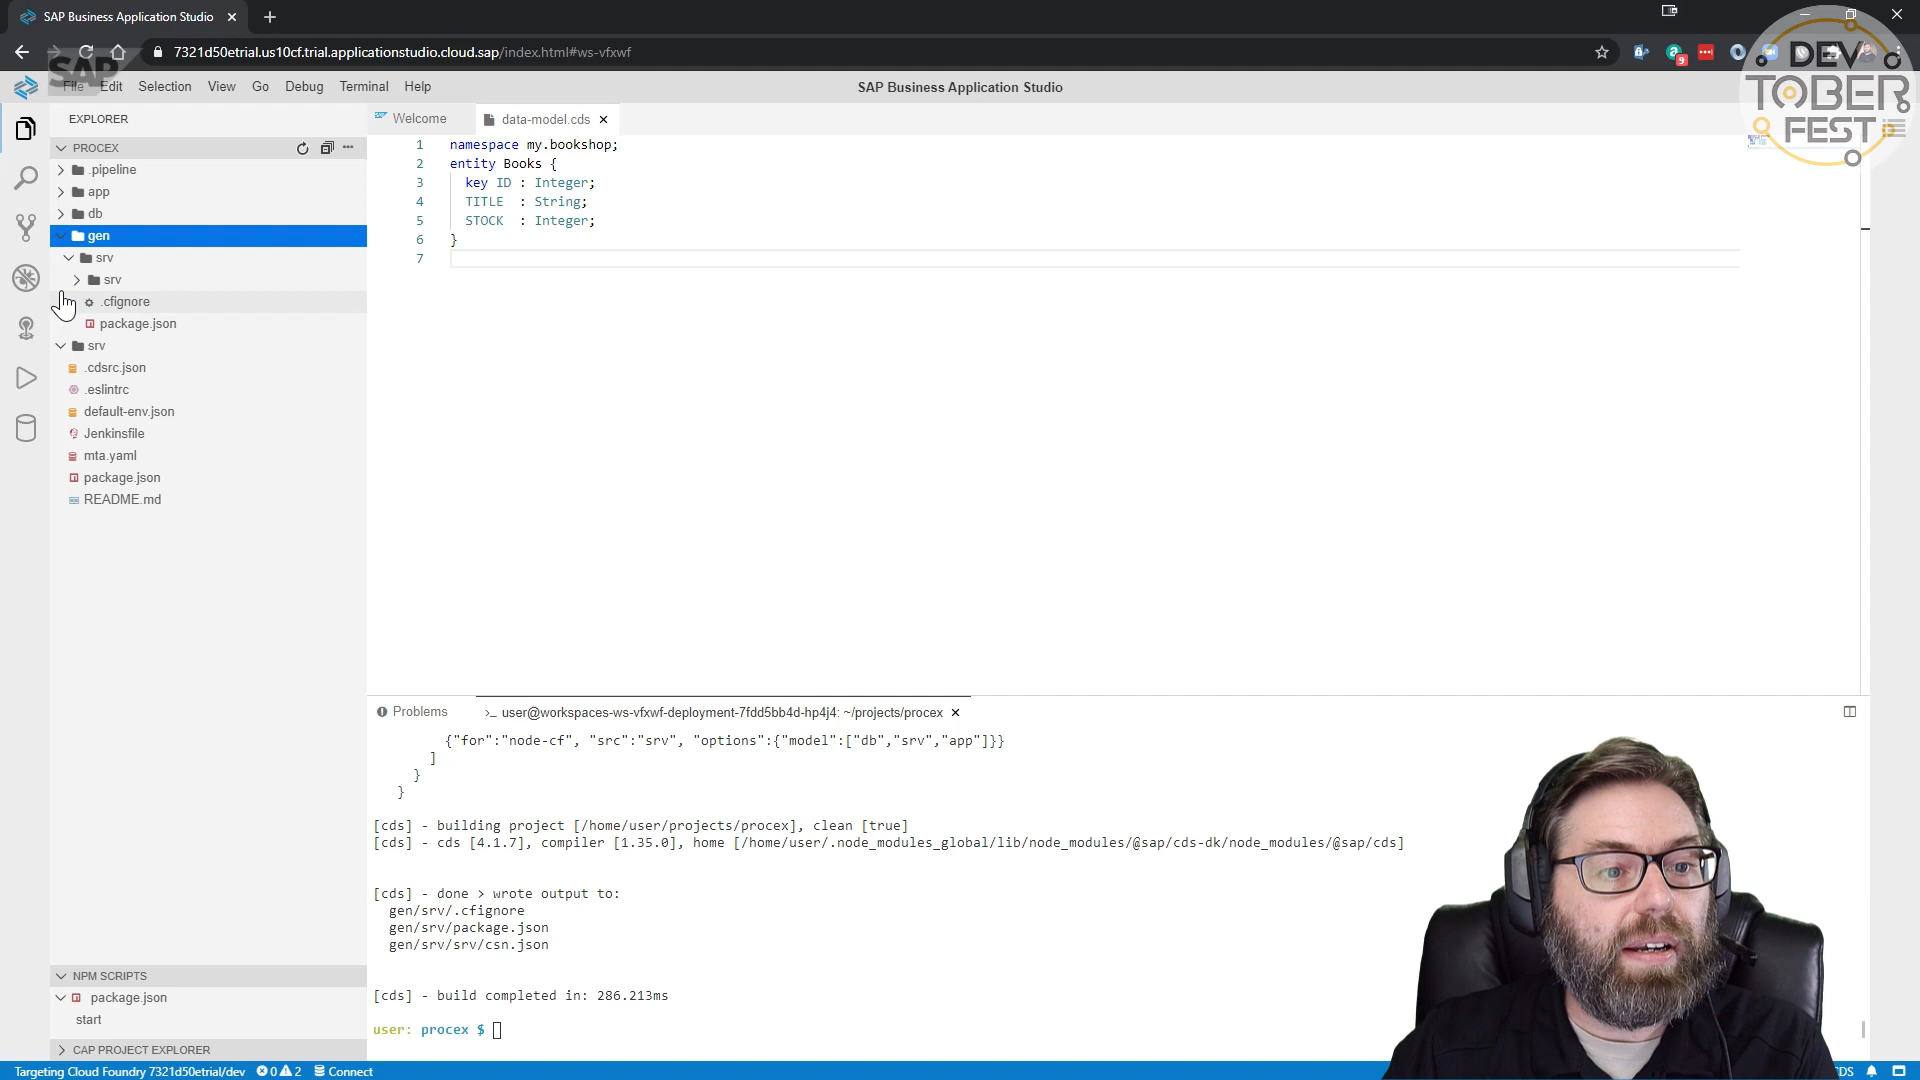 SAP Business Application Studio
7321d50etrial.us10cf.trial.applicationstudio.cloud.sap/index.html#ws-vfxwf
9
SAP
DEV
TOBER
FEST
File Edit Selection View Go Debug Terminal Help
SAP Business Application Studio
EXPLORER
Welcome
data-model.cds
PROCEX
.pipeline
app
db
gen
srv
srv
.cfignore
package.json
srv
.cdsrc.json
.eslintrc
default-env.json
Jenkinsfile
mta.yaml
package.json
README.md
1 namespace my.bookshop;
2 entity Books {
3 key ID : Integer;
4 TITLE : String;
5 STOCK : Integer;
6 }
7
Problems
>_ user@workspaces-ws-vfxwf-deployment-7fdd5bb4d-hp4j4: ~/projects/procex
{"for":"node-cf", "src":"srv", "options":{"model":["db","srv","app"]}}
]
}
}
[cds] - building project [/home/user/projects/procex], clean [true]
[cds] - cds [4.1.7], compiler [1.35.0], home [/home/user/.node_modules_global/lib/node_modules/@sap/cds-dk/node_modules/@sap/cds]
[cds] - done > wrote output to:
gen/srv/.cfignore
gen/srv/package.json
gen/srv/srv/csn.json
[cds] - build completed in: 286.213ms
user: procex $
NPM SCRIPTS
package.json
start
CAP PROJECT EXPLORER
Targeting Cloud Foundry 7321d50etrial/dev 0 2 Connect
CDS